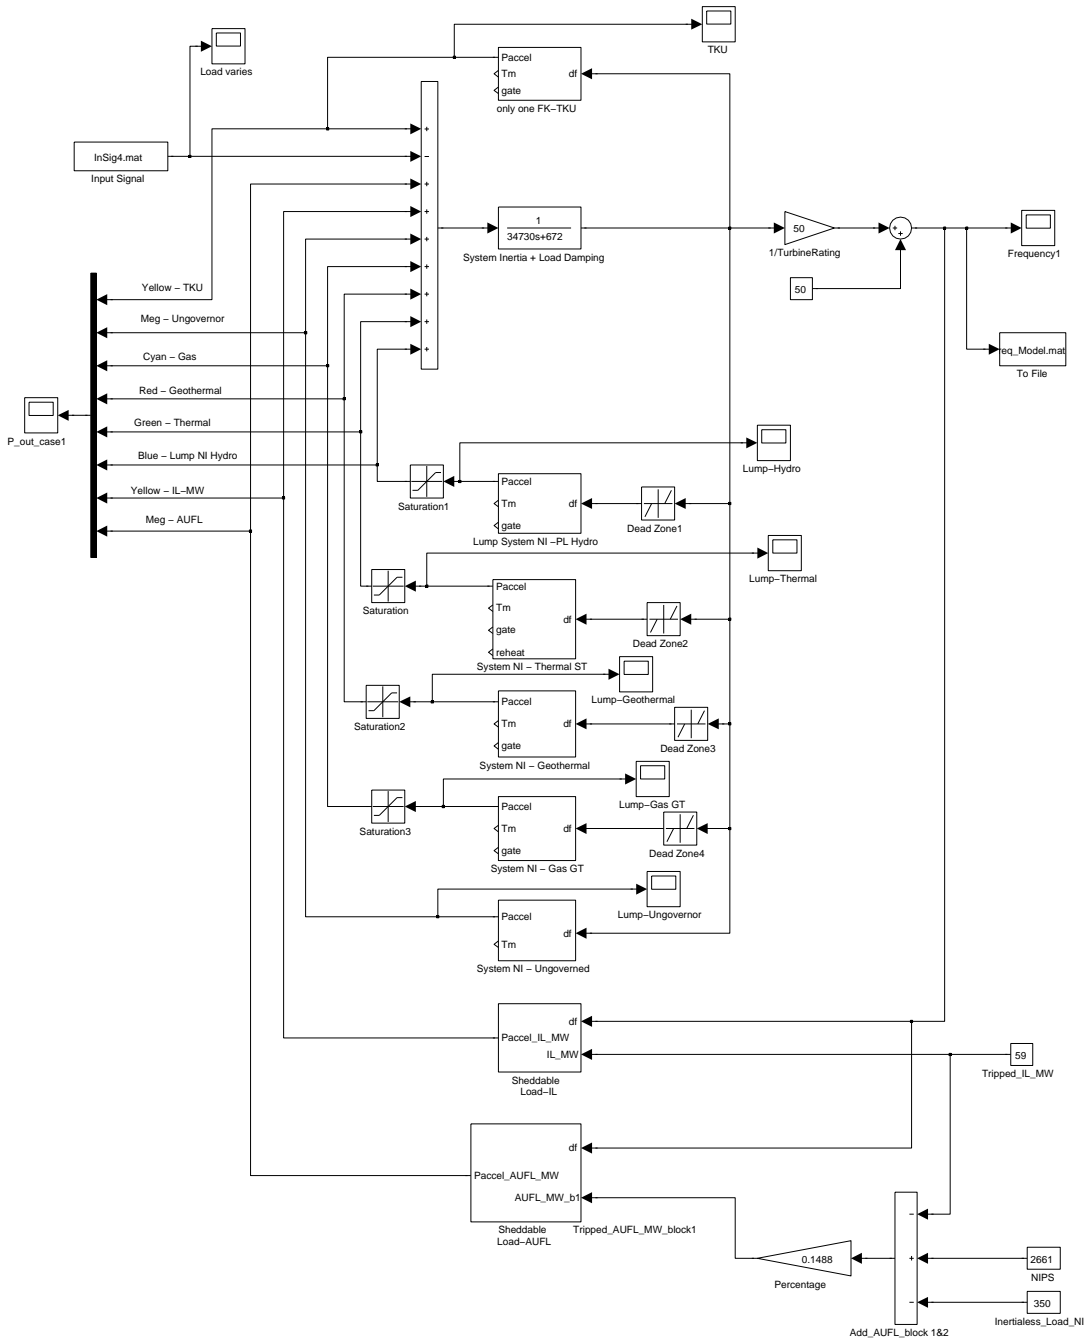 TKU
Load varies
Paccel
Tm
gate
df
only one FK−TKU
InSig4.mat
Input Signal
+
−
+
+
+
+
+
+
+
1
34730s+672
System Inertia + Load Damping
50
1/TurbineRating
+
+
50
Frequency1
eq_Model.mat
To File
Yellow − TKU
Meg − Ungovernor
Cyan − Gas
Red − Geothermal
Green − Thermal
Blue − Lump NI Hydro
Yellow − IL−MW
Meg − AUFL
P_out_case1
Lump−Hydro
Saturation1
Paccel
Tm
gate
df
Lump System NI −PL Hydro
Dead Zone1
Lump−Thermal
Saturation
Paccel
Tm
gate
reheat
df
System NI − Thermal ST
Dead Zone2
Lump−Geothermal
Saturation2
Paccel
Tm
gate
df
System NI − Geothermal
Dead Zone3
Lump−Gas GT
Saturation3
Paccel
Tm
gate
df
System NI − Gas GT
Dead Zone4
Lump−Ungovernor
Paccel
Tm
df
System NI − Ungoverned
df
Paccel_IL_MW
IL_MW
Sheddable
Load−IL
59
Tripped_IL_MW
df
Paccel_AUFL_MW
AUFL_MW_b1
Sheddable
Load−AUFL
Tripped_AUFL_MW_block1
0.1488
Percentage
−
+
−
Add_AUFL_block 1&2
2661
NIPS
350
Inertialess_Load_NI